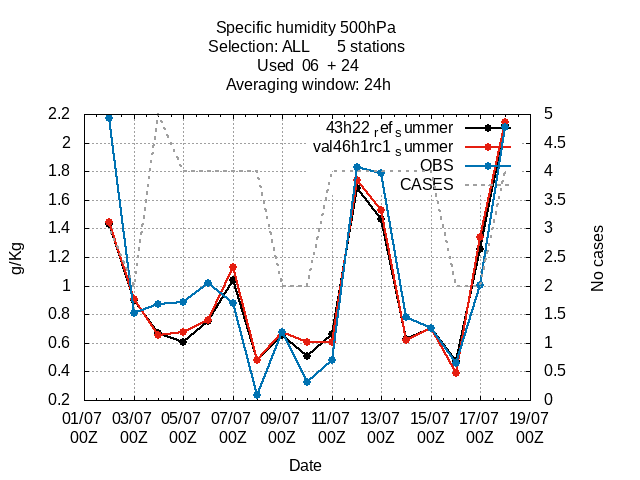 Specific humidity 500hPa
Selection: ALL      5 stations
Used  06  + 24
Averaging window: 24h
43h22 ref summer
val46h1rc1 summer
OBS
CASES
g/Kg
2.2
2
1.8
1.6
1.4
1.2
1
0.8
0.6
0.4
0.2
No cases
5
4.5
4
3.5
3
2.5
2
1.5
1
0.5
0
01/07 03/07 05/07 07/07 09/07 11/07 13/07 15/07 17/07 19/07
00Z 00Z 00Z 00Z 00Z 00Z 00Z 00Z 00Z 00Z
Date